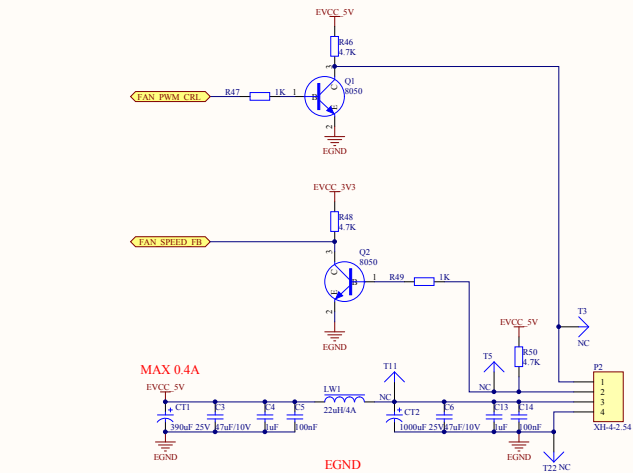 EVCC_5V
R46
4.7K
3
Q1
8050
C
FAN_PWM_CRL
R47
1K
1
B
E
2
EGND
EVCC_3V3
R48
4.7K
FAN_SPEED_FB
3
Q2
8050
C
B
1
R49
1K
E
2
EGND
T3
NC
EVCC_5V
R50
4.7K
MAX 0.4A
EVCC_5V
T11
T5
P2
LW1
NC
NC
1
2
3
4
CT1
C3
C4
C5
22uH/4A
CT2
C6
C13
C14
390uF 25V
47uF/10V
1uF
100nF
1000uF 25V
47uF/10V
1uF
100nF
XH-4-2.54
EGND
EGND
EGND
T22 NC